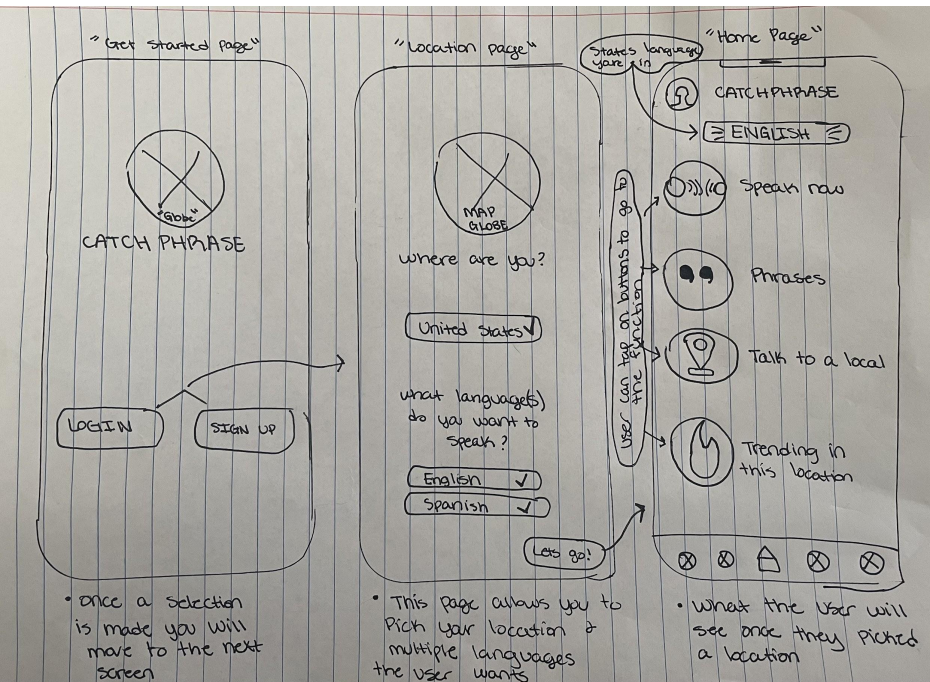 "Get Started page"
"Globe"
CATCH PHRASE
LOGIN
SIGN UP
• once a selection
is made you will
move to the next
screen
"Location page"
MAP
GLOBE
where are you?
United States
what language(s)
do you want to
speak?
English
Spanish
Lets go!
• This page allows you to
Pick your location &
multiple languages
the user wants
"Home Page"
States language
you're in
CATCHPHRASE
ENGLISH
user can tap on buttons to go to
the function
Speak now
Phrases
Talk to a local
Trending in
this location
• what the user will
see once they picked
a location